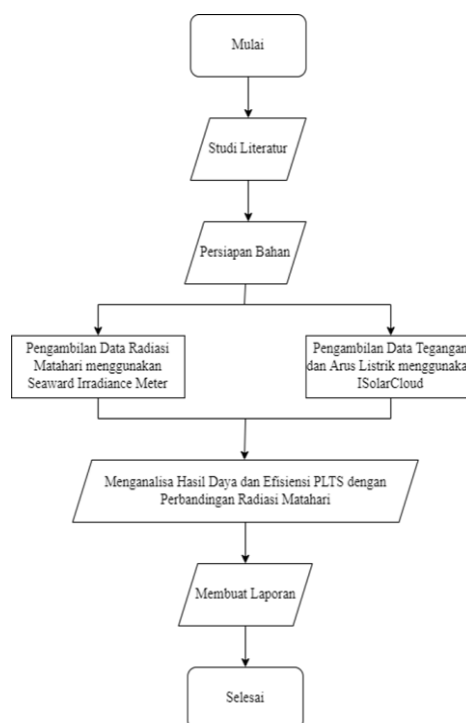 Mulai
Studi Literatur
Persiapan Bahan
Pengambilan Data Radiasi
Matahari menggunakan
Seaward Irradiance Meter
Pengambilan Data Tegangan
dan Arus Listrik menggunaka
ISolarCloud
Menganalisa Hasil Daya dan Efisiensi PLTS dengan
Perbandingan Radiasi Matahari
Membuat Laporan
Selesai